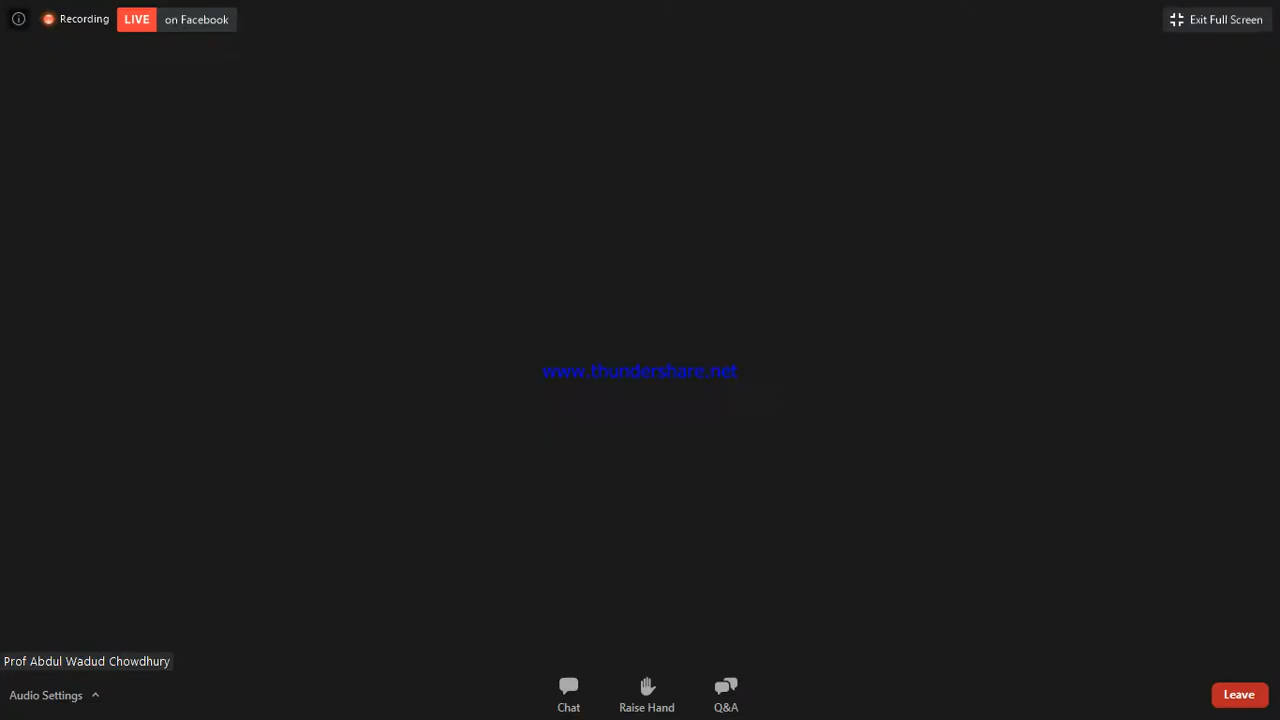 Recording
LIVE on Facebook
Exit Full Screen
www.thundershare.net
Prof Abdul Wadud Chowdhury
Audio Settings
Chat
Raise Hand
Q&A
Leave